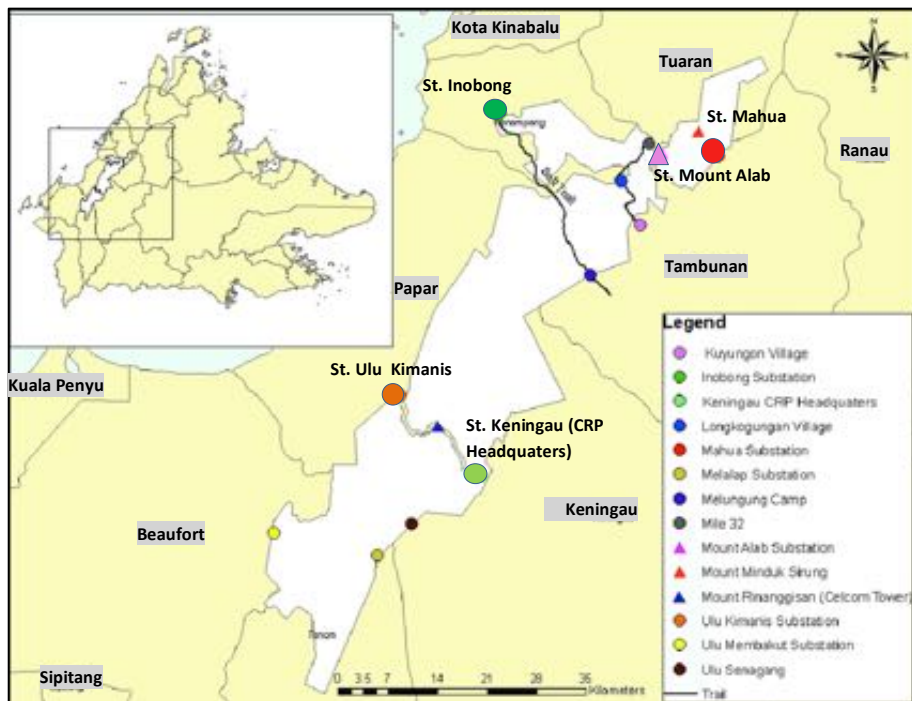 Kota Kinabalu
N
Tuaran
St. Inobong
St. Mahua
Ranau
St. Mount Alab
Tambunan
Papar
Kuala Penyu
St. Ulu Kimanis
St. Keningau (CRP
Headquaters)
Keningau
Beaufort
Tenom
Sipitang
Legend
Kuyungon Village
Inobong Substation
Keningau CRP Headquaters
Longkogungan Village
Mahua Substation
Melalap Substation
Melungung Camp
Mile 32
Mount Alab Substation
Mount Minduk Sirung
Mount Rinanggisan (Celcom Tower)
Ulu Kimanis Substation
Ulu Membakut Substation
Ulu Senagang
Trail
0 3.5 7 14 21 28 35
Kilometers